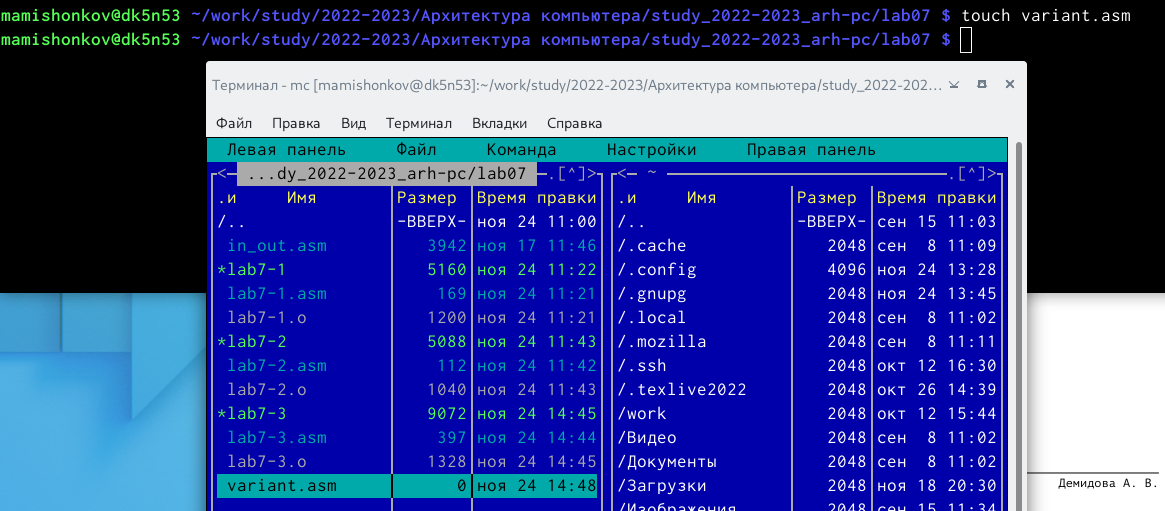 mamishonkov@dk5n53 ~/work/study/2022-2023/Архитектура компьютера/study_2022-2023_arh-pc/lab07 $ touch variant.asm
mamishonkov@dk5n53 ~/work/study/2022-2023/Архитектура компьютера/study_2022-2023_arh-pc/lab07 $
Терминал - mc [mamishonkov@dk5n53]:~/work/study/2022-2023/Архитектура компьютера/study_2022-202...
Файл Правка Вид Терминал Вкладки Справка
Левая панель Файл Команда Настройки Правая панель
<— ...dy_2022-2023_arh-pc/lab07 —.[^]> <— ~ —.[^]>
.и Имя Размер Время правки .и Имя Размер Время правки
/.. -ВВЕРХ- ноя 24 11:00 /.. -ВВЕРХ- сен 15 11:03
in_out.asm 3942 ноя 17 11:46 /.cache 2048 сен 8 11:09
*lab7-1 5160 ноя 24 11:22 /.config 4096 ноя 24 13:28
lab7-1.asm 169 ноя 24 11:21 /.gnupg 2048 ноя 24 13:45
lab7-1.o 1200 ноя 24 11:21 /.local 2048 сен 8 11:02
*lab7-2 5088 ноя 24 11:43 /.mozilla 2048 сен 8 11:11
lab7-2.asm 112 ноя 24 11:42 /.ssh 2048 окт 12 16:30
lab7-2.o 1040 ноя 24 11:43 /.texlive2022 2048 окт 26 14:39
*lab7-3 9072 ноя 24 14:45 /work 2048 окт 12 15:44
lab7-3.asm 397 ноя 24 14:44 /Видео 2048 сен 8 11:02
lab7-3.o 1328 ноя 24 14:45 /Документы 2048 сен 8 11:02
variant.asm 0 ноя 24 14:48 /Загрузки 2048 ноя 18 20:30
/Изображения 2048 сен 15 11:34
Демидова А. В.